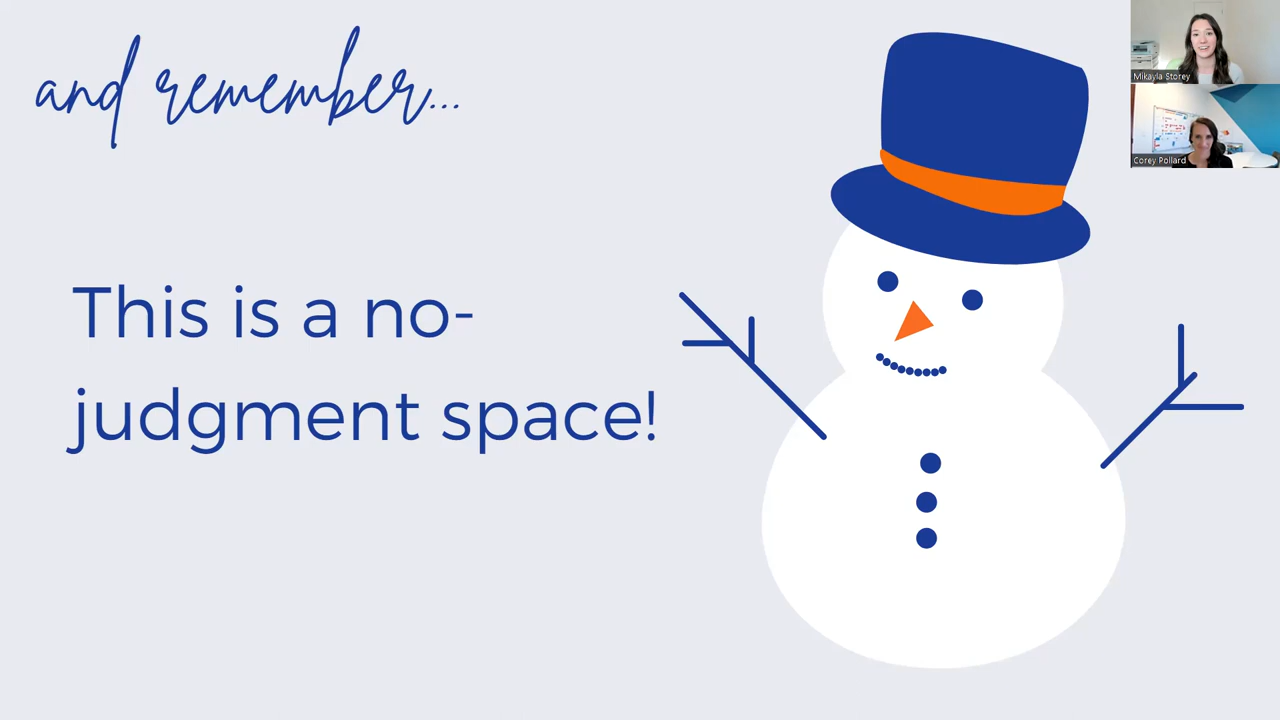 and remember...
This is a no-
judgment space!
Mikayla Storey
Corey Pollard